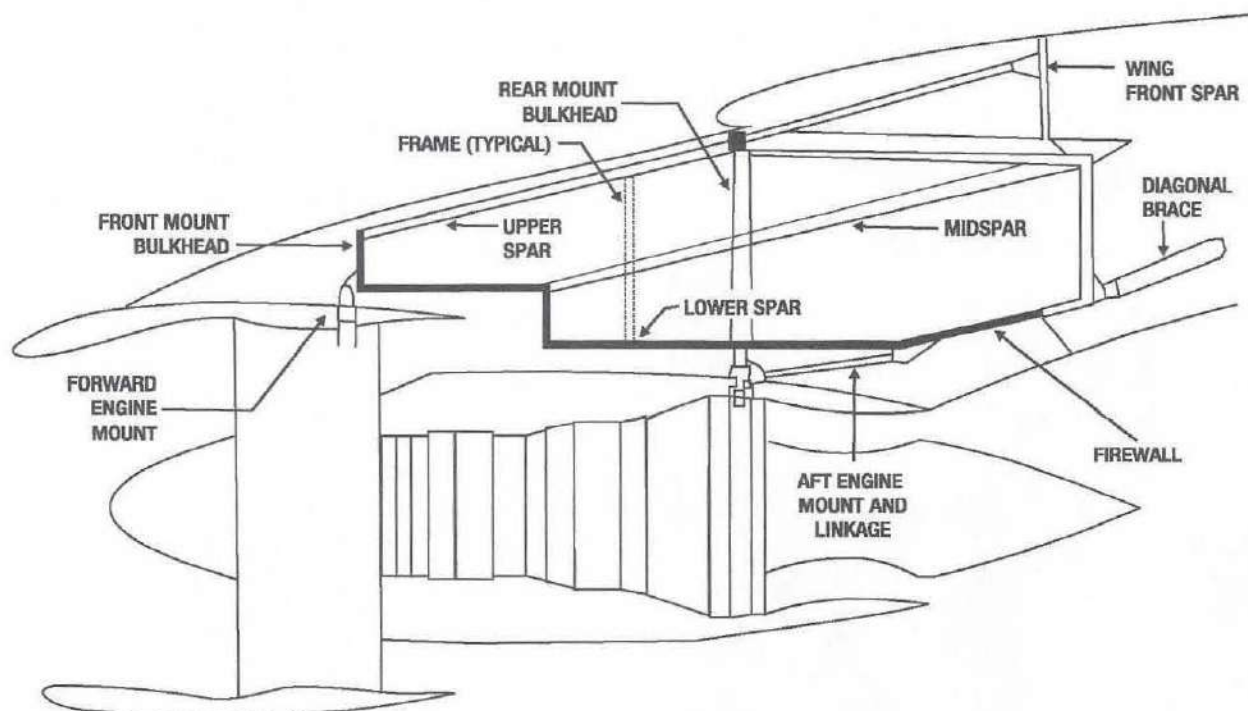 WING
FRONT SPAR
REAR MOUNT
BULKHEAD
FRAME (TYPICAL)
DIAGONAL
BRACE
FRONT MOUNT
BULKHEAD
UPPER
SPAR
MIDSPAR
LOWER SPAR
FORWARD
ENGINE
MOUNT
FIREWALL
AFT ENGINE
MOUNT AND
LINKAGE